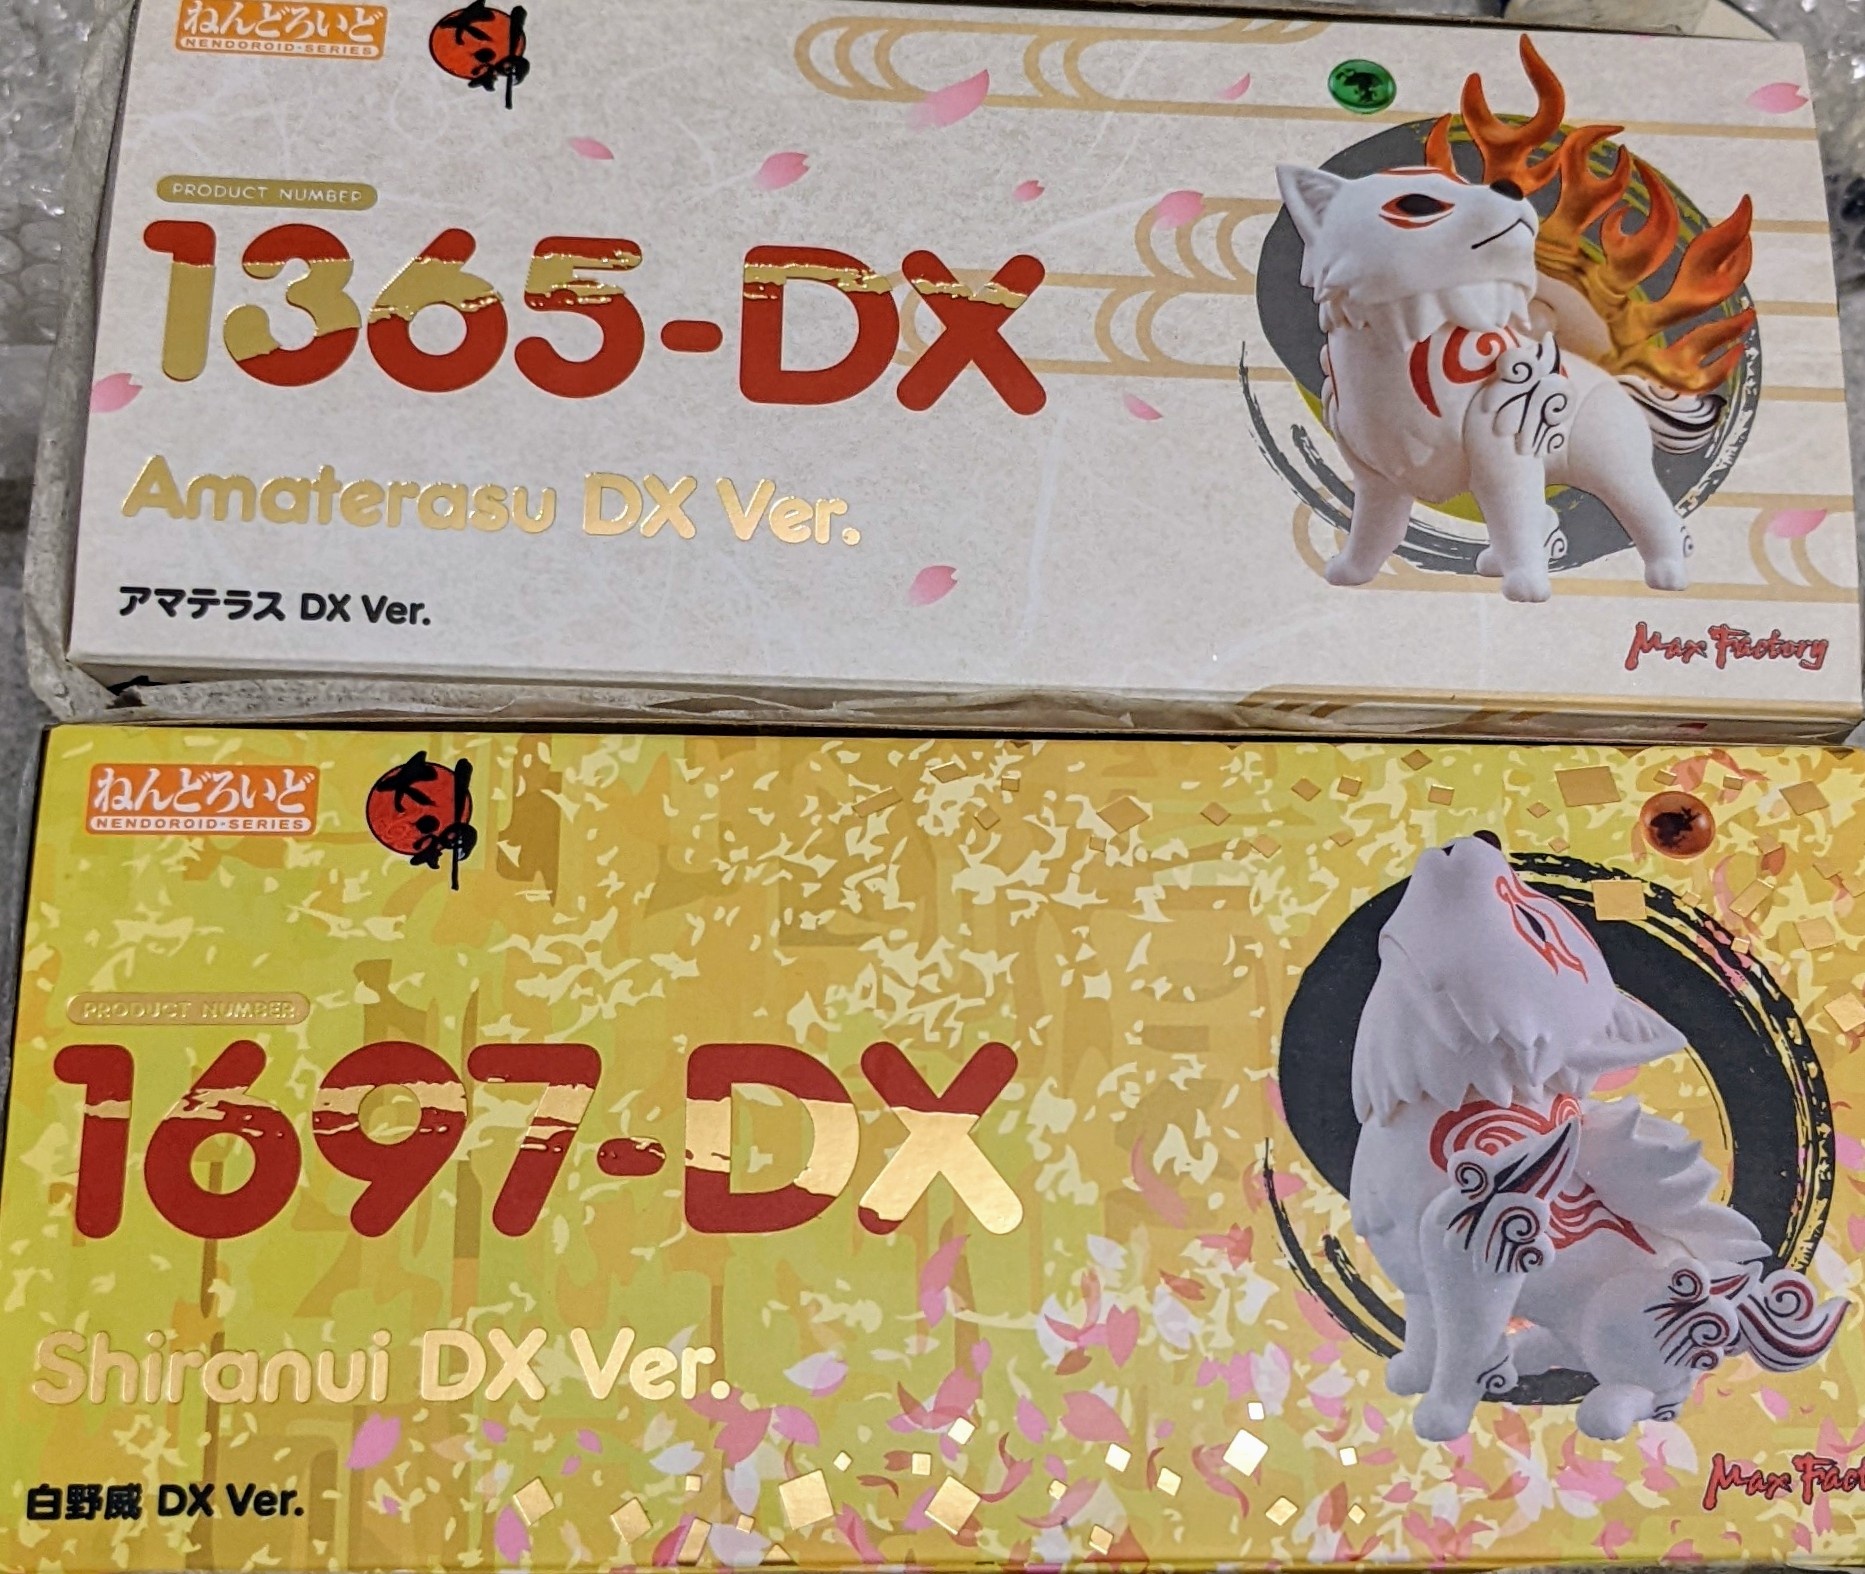 ねんどろいど
NENDOROID·SERIES
大神
PRODUCT NUMBER
1365-DX
Amaterasu DX Ver.
アマテラス DX Ver.
Max Factory
ねんどろいど
NENDOROID·SERIES
大神
PRODUCT NUMBER
1697-DX
Shiranui DX Ver.
白野威 DX Ver.
Max Fact